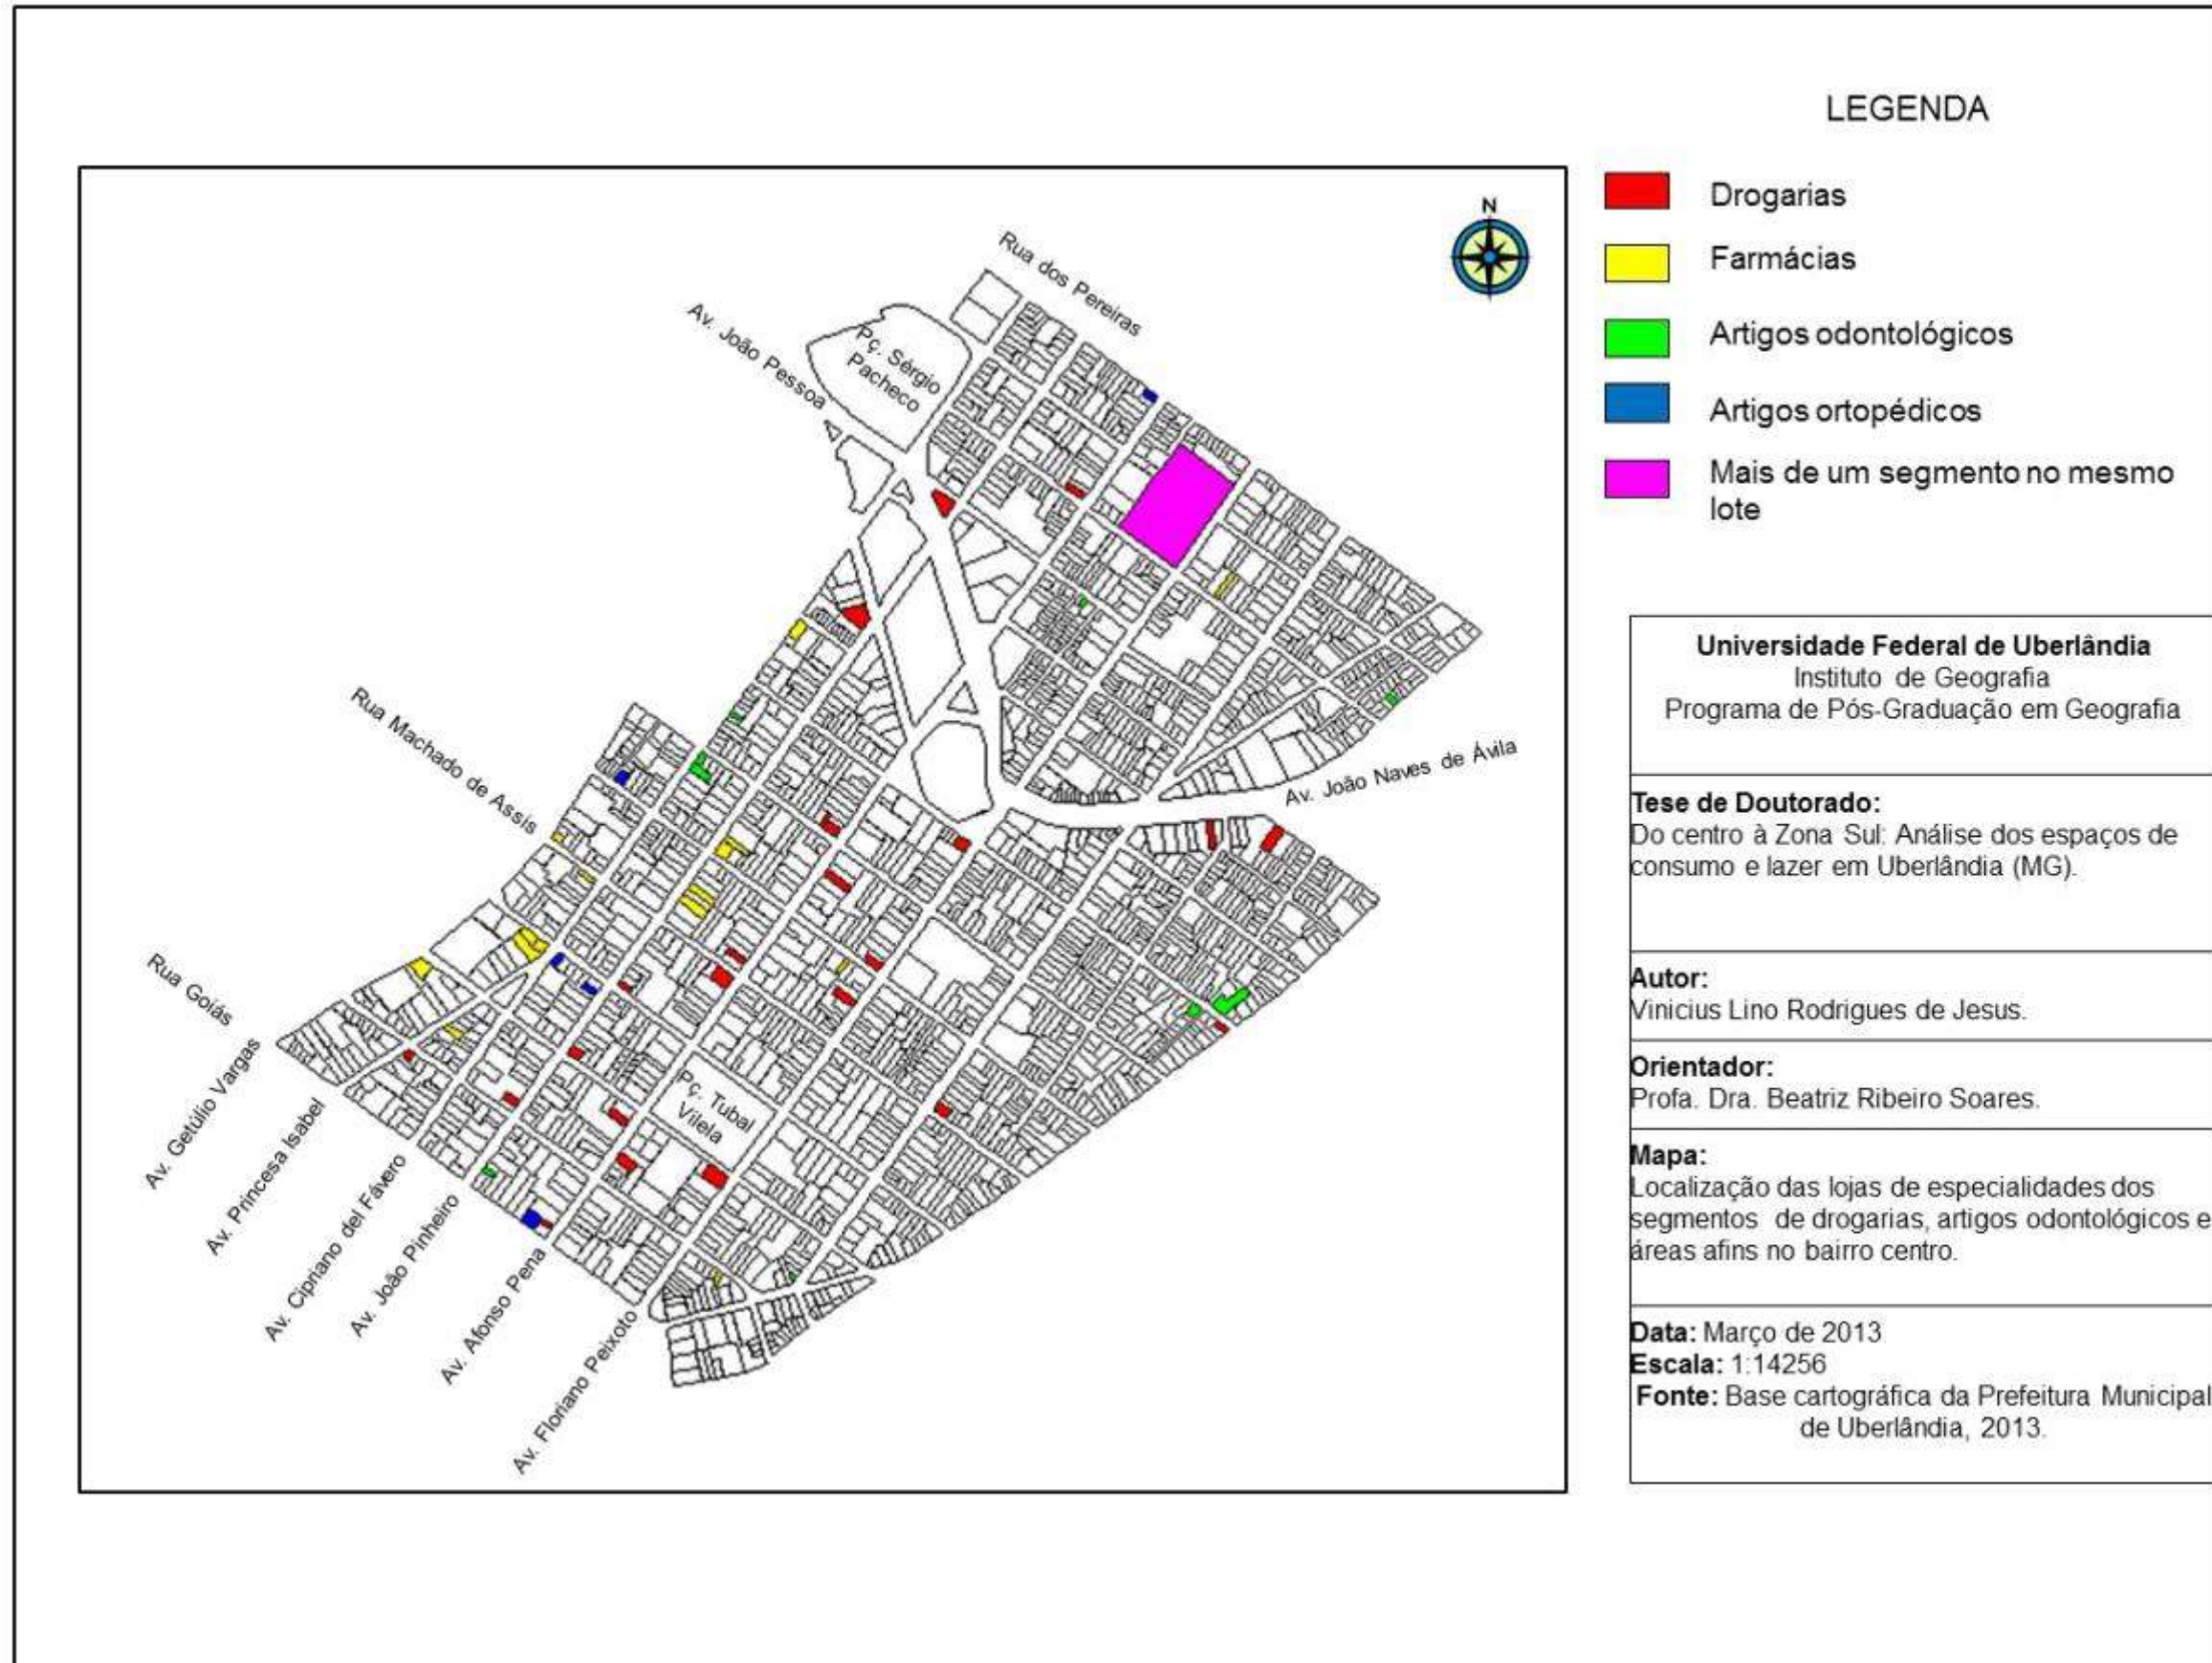 LEGENDA
Drogarias
Farmácias
Artigos odontológicos
Artigos ortopédicos
Mais de um segmento no mesmo
lote
N
Rua dos Pereiras
Av. João Pessoa
Pç. Sérgio
Pacheco
Rua Machado de Assis
Av. João Naves de Ávila
Rua Goiás
Av. Getúlio Vargas
Av. Princesa Isabel
Av. Cipriano del Fávero
Av. João Pinheiro
Av. Afonso Pena
Av. Floriano Peixoto
Pç. Tubal
Vilela
Universidade Federal de Uberlândia
Instituto de Geografia
Programa de Pós-Graduação em Geografia
Tese de Doutorado:
Do centro à Zona Sul: Análise dos espaços de
consumo e lazer em Uberlândia (MG).
Autor:
Vinicius Lino Rodrigues de Jesus.
Orientador:
Profa. Dra. Beatriz Ribeiro Soares.
Mapa:
Localização das lojas de especialidades dos
segmentos de drogarias, artigos odontológicos e
áreas afins no bairro centro.
Data: Março de 2013
Escala: 1:14256
Fonte: Base cartográfica da Prefeitura Municipal
de Uberlândia, 2013.